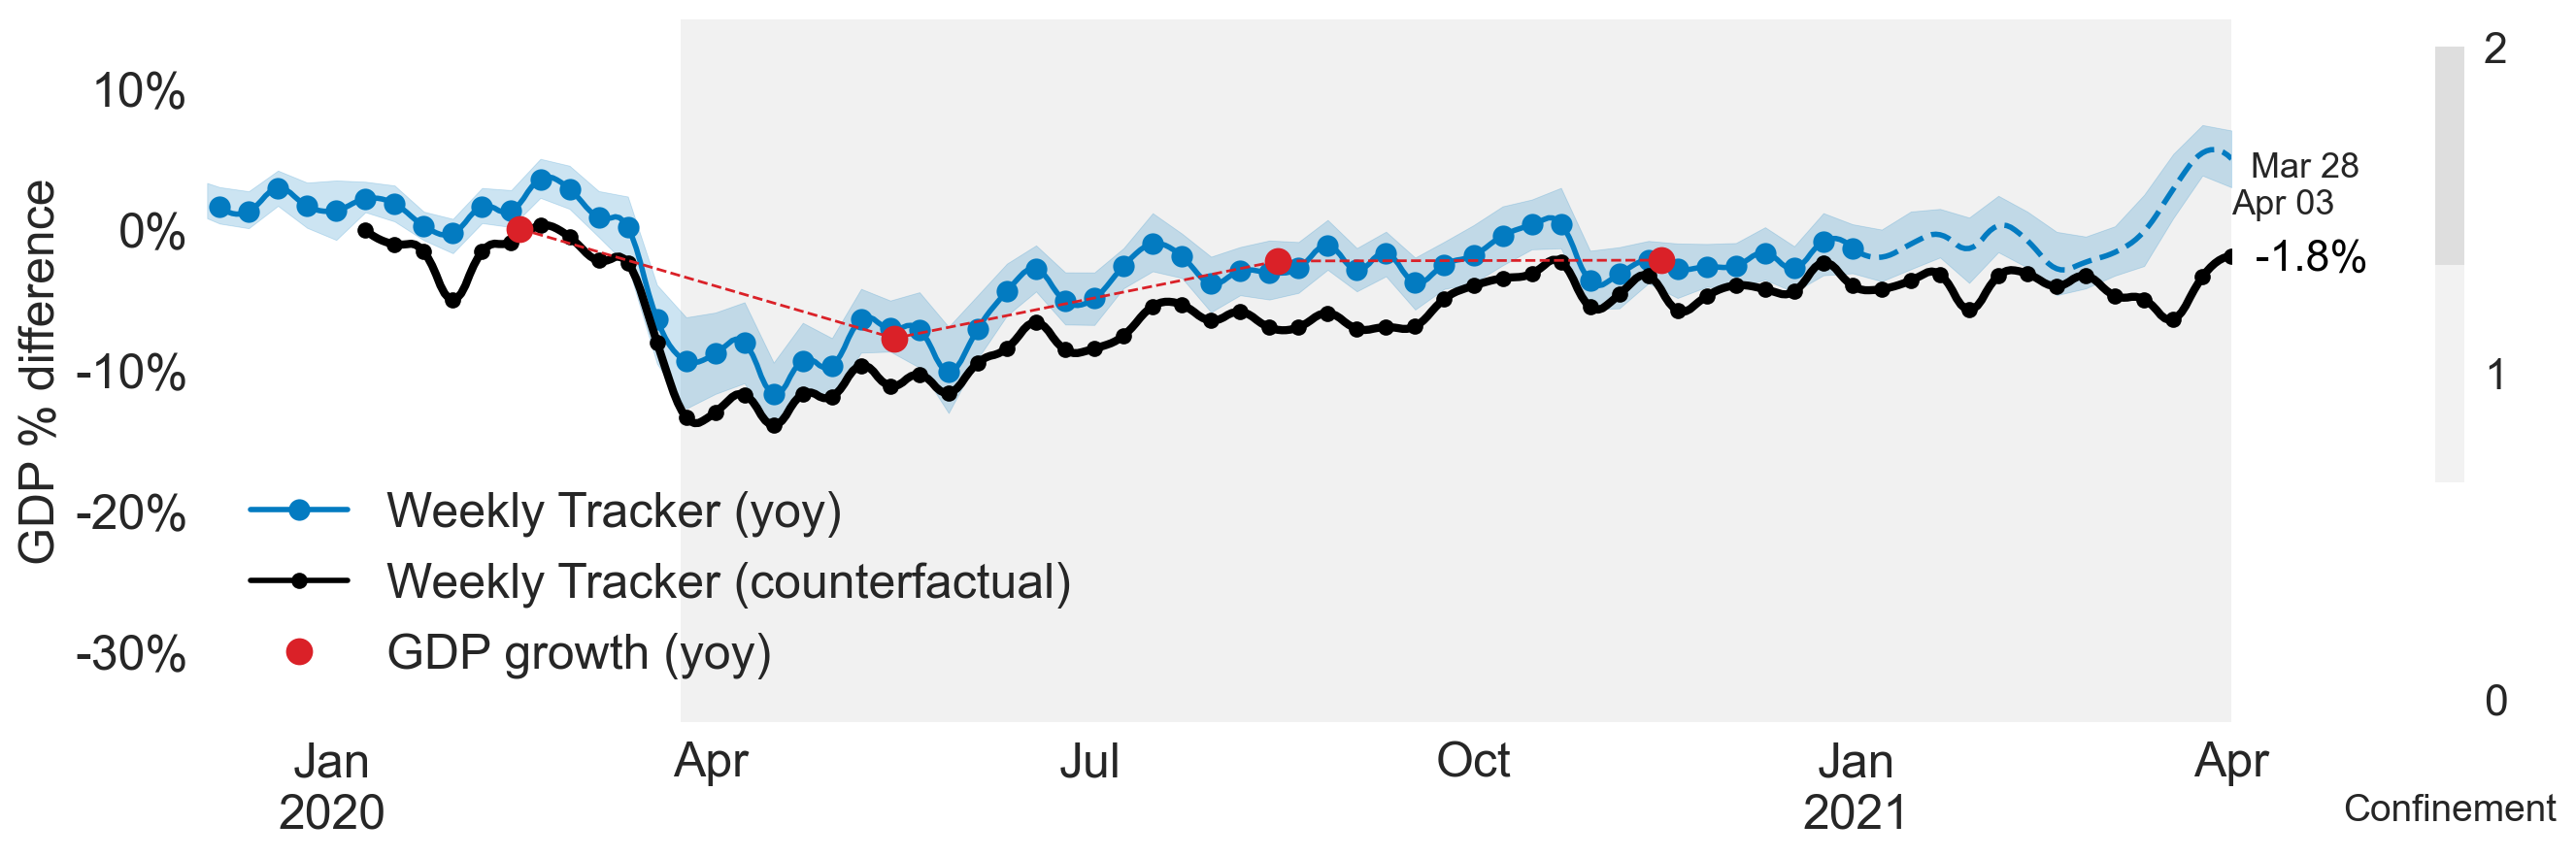 GDP % difference
10%
0%
-10%
-20%
-30%
Weekly Tracker (yoy)
Weekly Tracker (counterfactual)
GDP growth (yoy)
Jan
2020
Apr
Jul
Oct
Jan
2021
Apr
Mar 28
Apr 03
-1.8%
2
1
0
Confinement